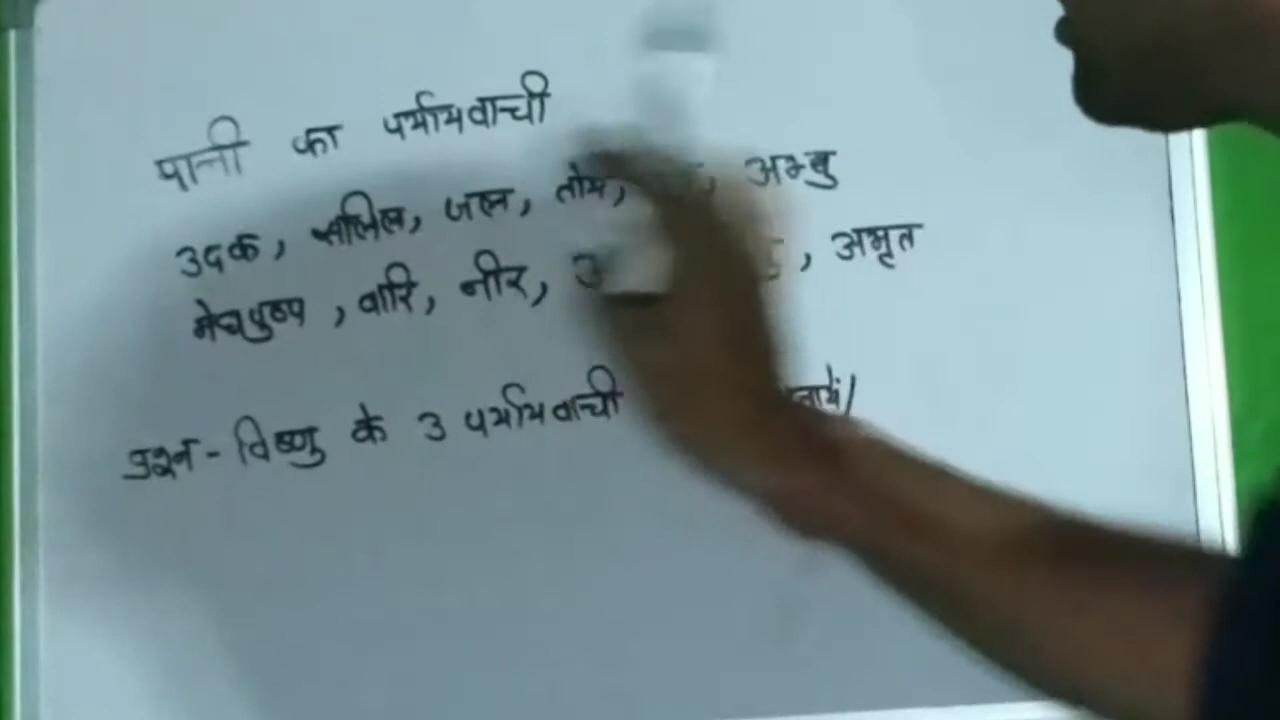 पानी का पर्यायवाची
उदक, सलिल, जल, तोय, अम्बु
मेघपुष्प, वारि, नीर, अमृत
प्रश्न - विष्णु के 3 पर्यायवाची